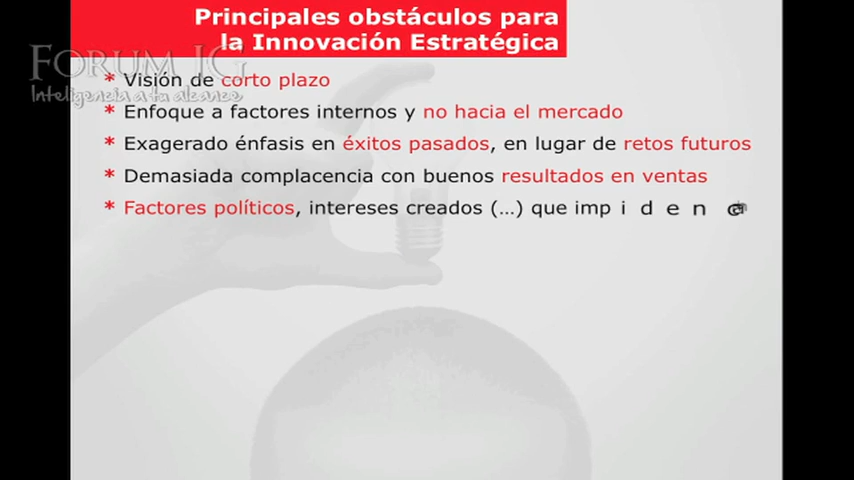 Principales obstáculos para
la Innovación Estratégica
FORUM IG
Inteligencia a tu alcance
* Visión de corto plazo
* Enfoque a factores internos y no hacia el mercado
* Exagerado énfasis en éxitos pasados, en lugar de retos futuros
* Demasiada complacencia con buenos resultados en ventas
* Factores políticos, intereses creados (...) que impiden